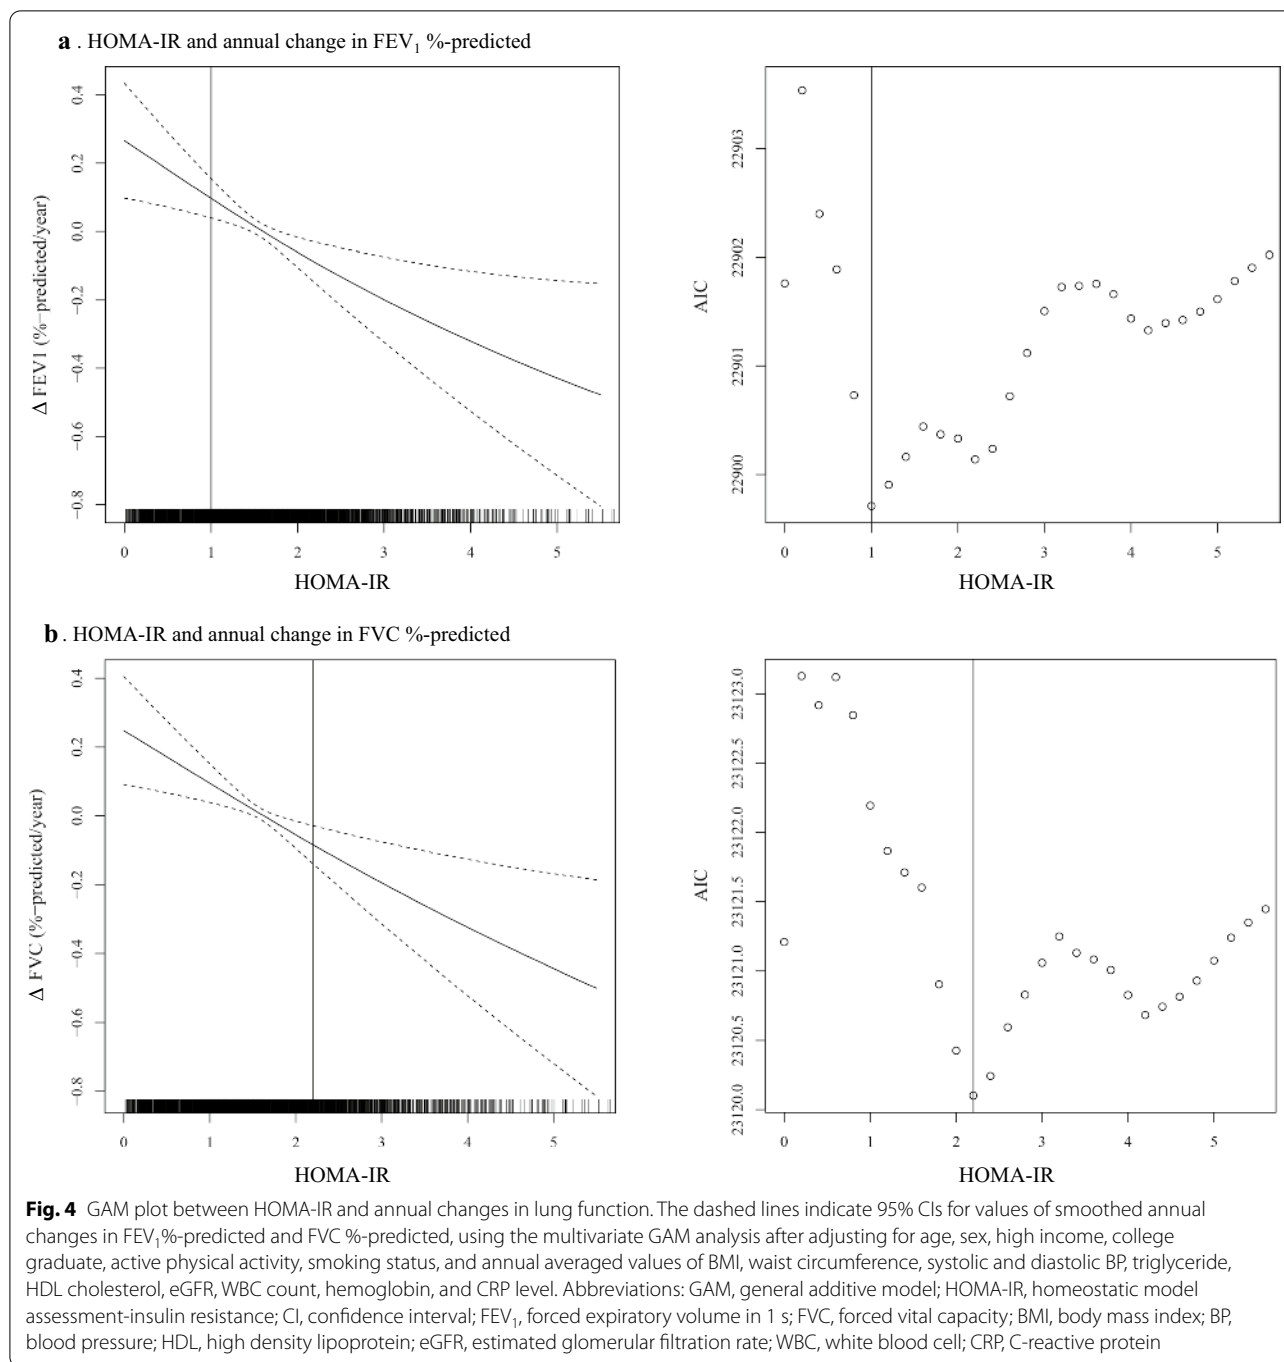 a . HOMA-IR and annual change in FEV1 %-predicted
Δ FEV1 (%−predicted/year)
0.4
0.2
0.0
−0.2
−0.4
−0.6
−0.8
0 1 2 3 4 5
HOMA-IR
AIC
22903
22902
22901
22900
0 1 2 3 4 5
HOMA-IR
b . HOMA-IR and annual change in FVC %-predicted
Δ FVC (%−predicted/year)
0.4
0.2
0.0
−0.2
−0.4
−0.6
−0.8
0 1 2 3 4 5
HOMA-IR
AIC
23123.0
23122.5
23122.0
23121.5
23121.0
23120.5
23120.0
0 1 2 3 4 5
HOMA-IR
Fig. 4 GAM plot between HOMA-IR and annual changes in lung function. The dashed lines indicate 95% CIs for values of smoothed annual
changes in FEV1%-predicted and FVC %-predicted, using the multivariate GAM analysis after adjusting for age, sex, high income, college
graduate, active physical activity, smoking status, and annual averaged values of BMI, waist circumference, systolic and diastolic BP, triglyceride,
HDL cholesterol, eGFR, WBC count, hemoglobin, and CRP level. Abbreviations: GAM, general additive model; HOMA-IR, homeostatic model
assessment-insulin resistance; CI, confidence interval; FEV1, forced expiratory volume in 1 s; FVC, forced vital capacity; BMI, body mass index; BP,
blood pressure; HDL, high density lipoprotein; eGFR, estimated glomerular filtration rate; WBC, white blood cell; CRP, C-reactive protein